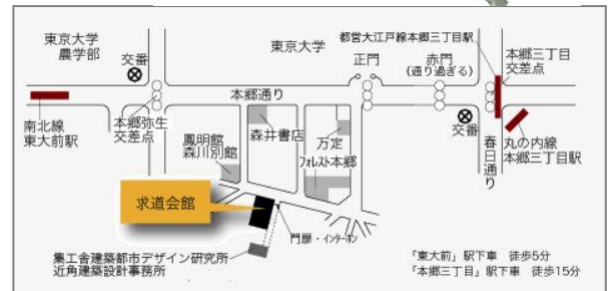 東京大学
農学部
交番
東京大学
正門
都営大江戸線本郷三丁目駅
赤門
(通り過ぎる)
本郷三丁目
交差点
本郷通り
南北線
東大前駅
本郷弥生
交差点
鳳明館
森川別館
森井書店
万定
フォレスト本郷
交番
春日通り
丸の内線
本郷三丁目駅
求道会館
門扉・インターホン
集工舎建築都市デザイン研究所
近角建築設計事務所
「東大前」駅下車 徒歩5分
「本郷三丁目」駅下車 徒歩15分